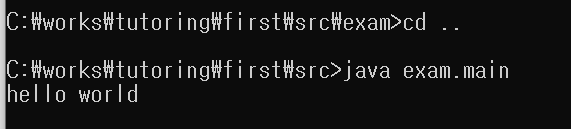 C:₩works₩tutoring₩first₩src₩exam>cd ..
C:₩works₩tutoring₩first₩src>java exam.main
hello world